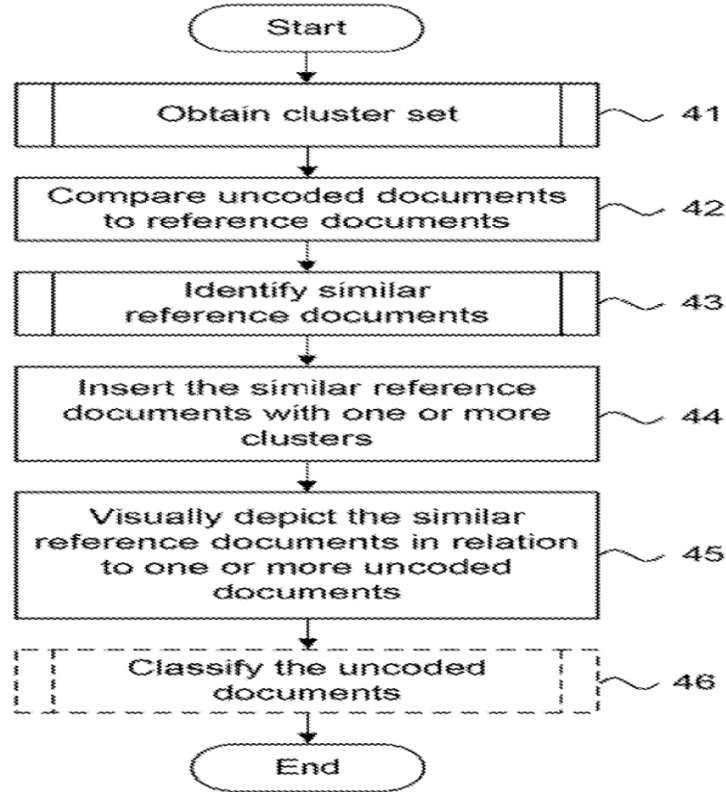 Start
Obtain cluster set
41
Compare uncoded documents
to reference documents
42
Identify similar
reference documents
43
Insert the similar reference
documents with one or more
clusters
44
Visually depict the similar
reference documents in relation
to one or more uncoded
documents
45
Classify the uncoded
documents
46
End